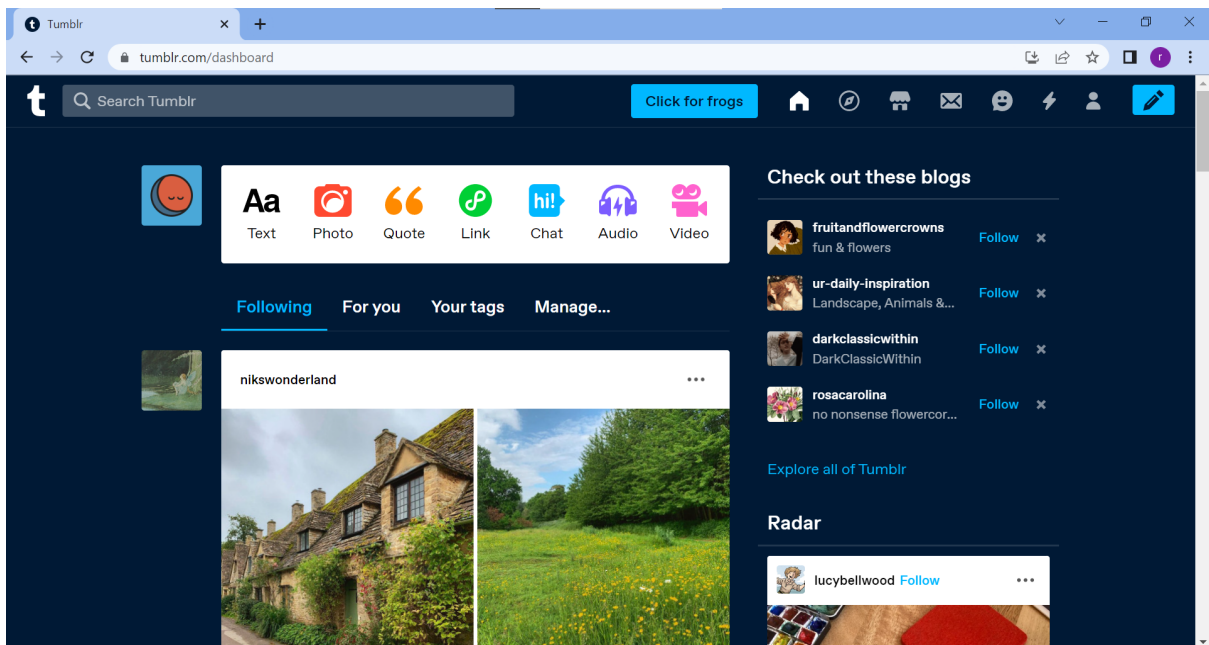 Tumblr
tumblr.com/dashboard
r
t
Search Tumblr
Click for frogs
Aa
hi!
Text
Photo
Quote
Link
Chat
Audio
Video
Following
For you
Your tags
Manage...
nikswonderland
Check out these blogs
fruitandflowercrowns
fun & flowers
Follow
ur-daily-inspiration
Landscape, Animals &...
Follow
darkclassicwithin
DarkClassicWithin
Follow
rosacarolina
no nonsense flowercor...
Follow
Explore all of Tumblr
Radar
lucybellwood Follow